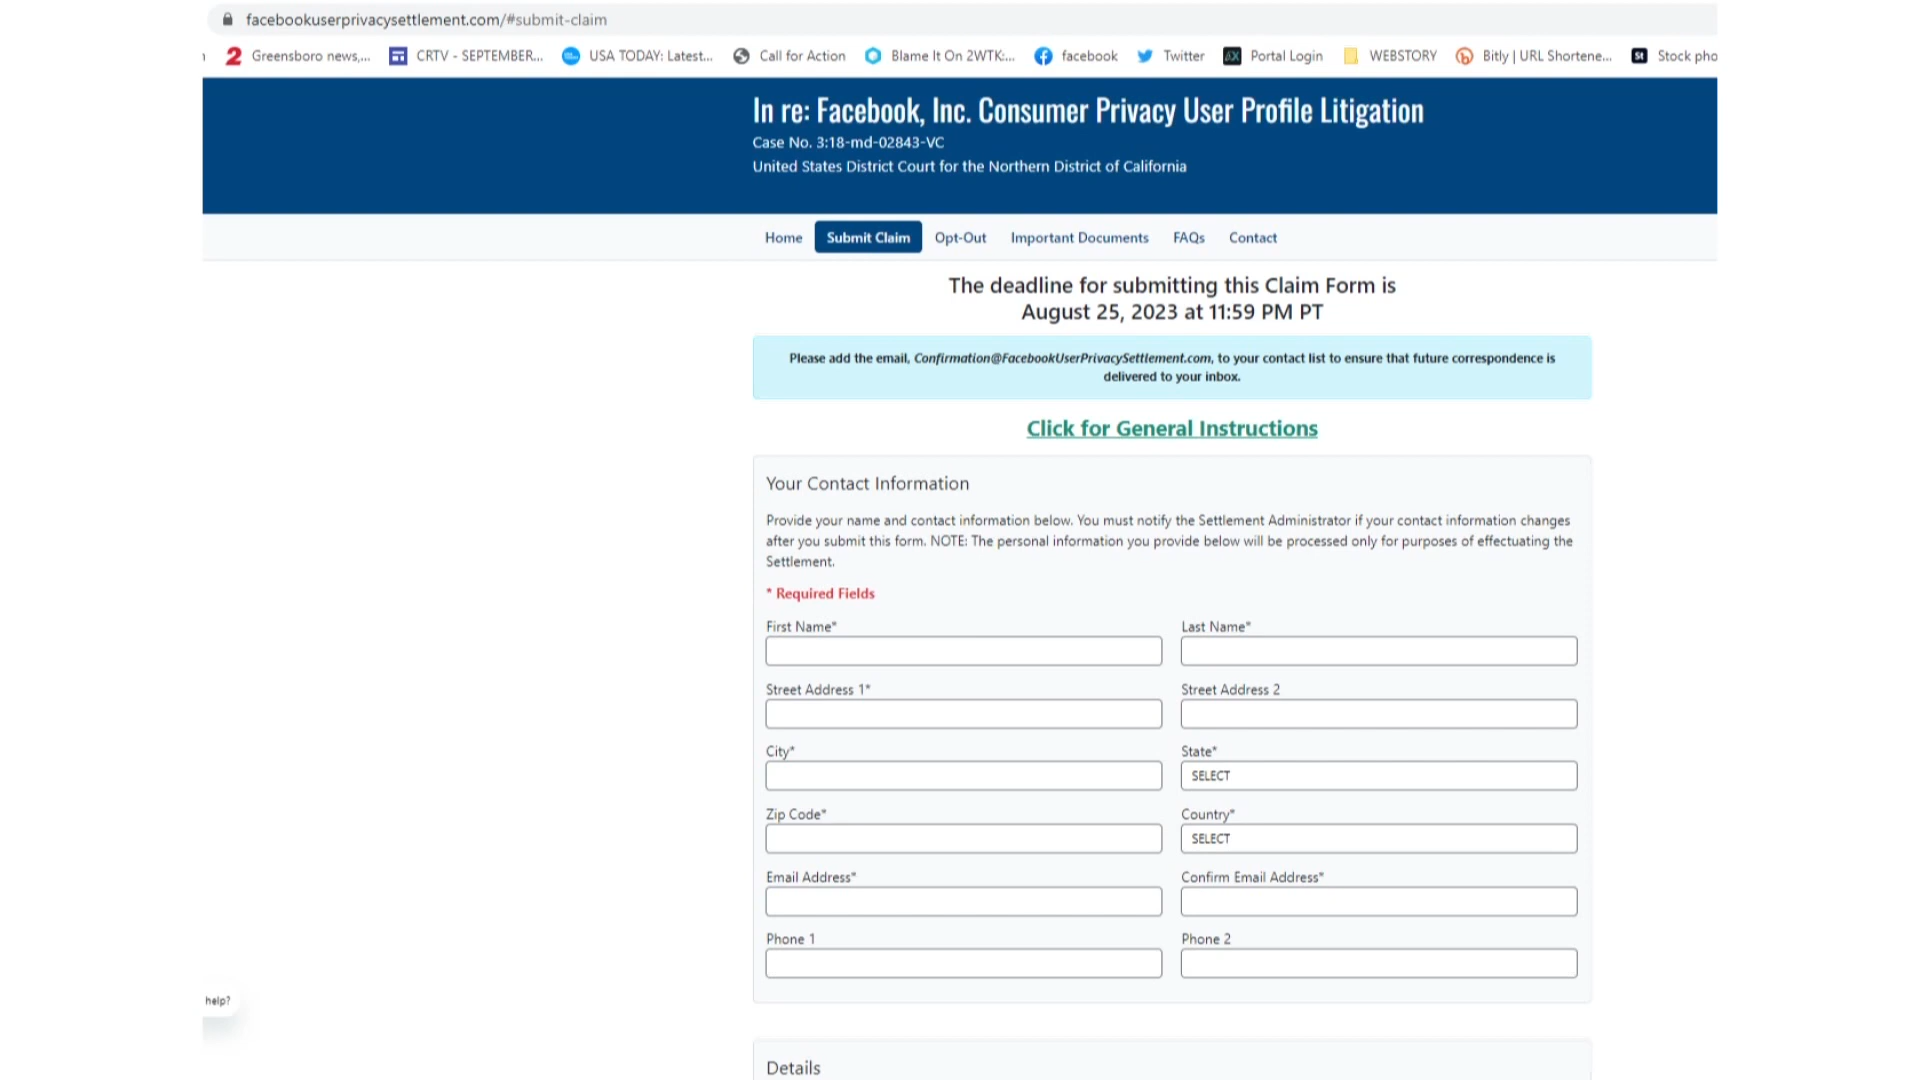 facebookuserprivacysettlement.com/#submit-claim
2 Greensboro news,... CRTV - SEPTEMBER... USA TODAY: Latest... Call for Action Blame It On 2WTK:... facebook Twitter Portal Login WEBSTORY Bitly | URL Shortene... St Stock pho
In re: Facebook, Inc. Consumer Privacy User Profile Litigation
Case No. 3:18-md-02843-VC
United States District Court for the Northern District of California
Home Submit Claim Opt-Out Important Documents FAQs Contact
The deadline for submitting this Claim Form is
August 25, 2023 at 11:59 PM PT
Please add the email, Confirmation@FacebookUserPrivacySettlement.com, to your contact list to ensure that future correspondence is
delivered to your inbox.
Click for General Instructions
Your Contact Information
Provide your name and contact information below. You must notify the Settlement Administrator if your contact information changes
after you submit this form. NOTE: The personal information you provide below will be processed only for purposes of effectuating the
Settlement.
* Required Fields
First Name* Last Name*
Street Address 1* Street Address 2
City* State*
SELECT
Zip Code* Country*
SELECT
Email Address* Confirm Email Address*
Phone 1 Phone 2
help?
Details